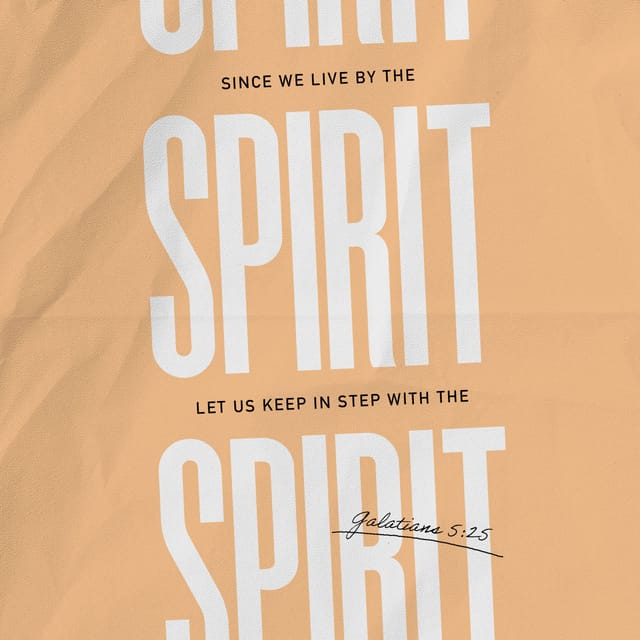 SPIRIT
SINCE WE LIVE BY THE
SPIRIT
LET US KEEP IN STEP WITH THE
SPIRIT
Galatians 5:25